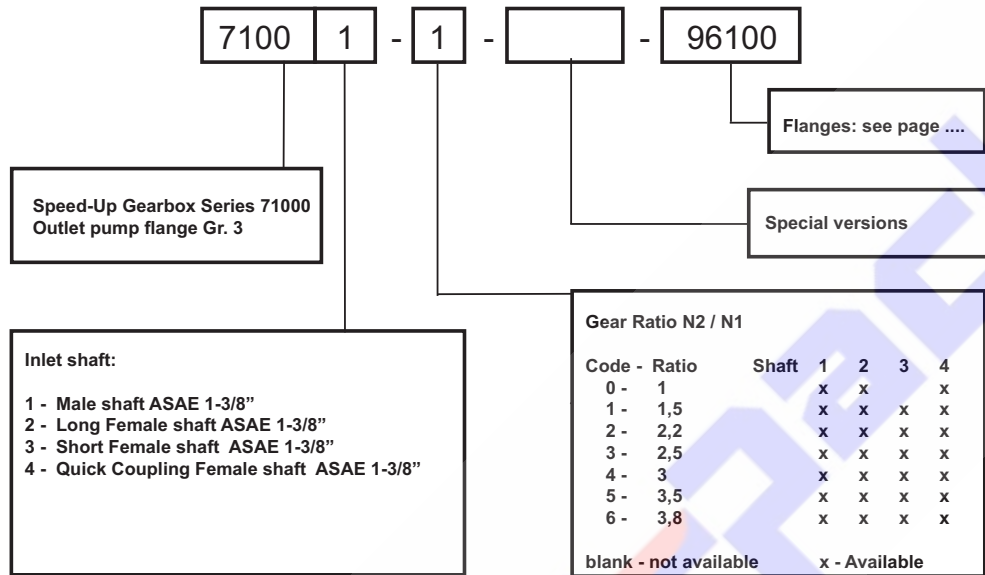 7100 1 - 1 - - 96100
Flanges: see page ....
Speed-Up Gearbox Series 71000
Outlet pump flange Gr. 3
Special versions
Inlet shaft:
1 - Male shaft ASAE 1-3/8”
2 - Long Female shaft ASAE 1-3/8”
3 - Short Female shaft ASAE 1-3/8”
4 - Quick Coupling Female shaft ASAE 1-3/8”
Gear Ratio N2 / N1
Code - Ratio Shaft 1 2 3 4
0 - 1 x x x
1 - 1,5 x x x x
2 - 2,2 x x x x
3 - 2,5 x x x x
4 - 3 x x x x
5 - 3,5 x x x x
6 - 3,8 x x x x
blank - not available x - Available